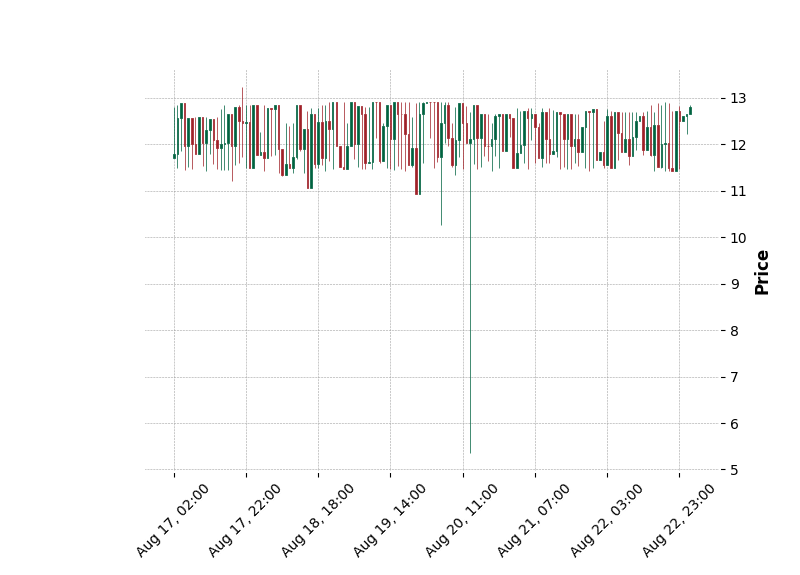 13
12
11
10
9
8
7
6
5
Price
Aug 17, 02:00
Aug 17, 22:00
Aug 18, 18:00
Aug 19, 14:00
Aug 20, 11:00
Aug 21, 07:00
Aug 22, 03:00
Aug 22, 23:00